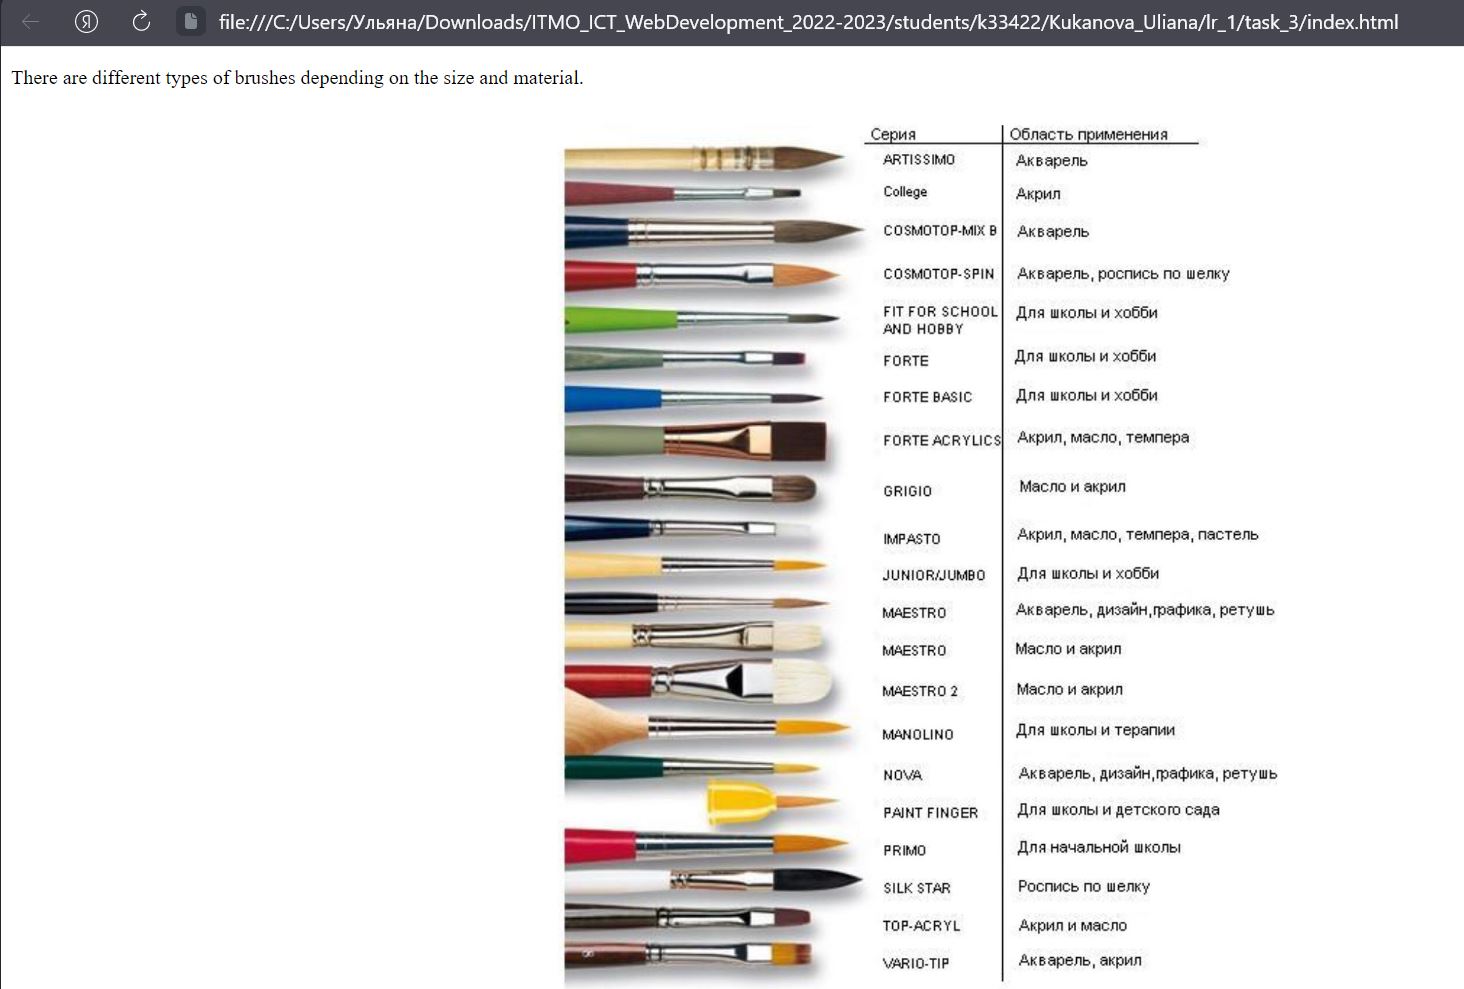 file:///C:/Users/Ульяна/Downloads/ITMO_ICT_WebDevelopment_2022-2023/students/k33422/Kukanova_Uliana/lr_1/task_3/index.html
There are different types of brushes depending on the size and material.
Серия Область применения
ARTISSIMO Акварель
College Акрил
COSMOTOP-MIX B Акварель
COSMOTOP-SPIN Акварель, роспись по шелку
FIT FOR SCHOOL Для школы и хобби
AND HOBBY
FORTE Для школы и хобби
FORTE BASIC Для школы и хобби
FORTE ACRYLICS Акрил, масло, темпера
GRIGIO Масло и акрил
IMPASTO Акрил, масло, темпера, пастель
JUNIOR/JUMBO Для школы и хобби
MAESTRO Акварель, дизайн,графика, ретушь
MAESTRO Масло и акрил
MAESTRO 2 Масло и акрил
MANOLINO Для школы и терапии
NOVA Акварель, дизайн,графика, ретушь
PAINT FINGER Для школы и детского сада
PRIMO Для начальной школы
SILK STAR Роспись по шелку
TOP-ACRYL Акрил и масло
VARIO-TIP Акварель, акрил